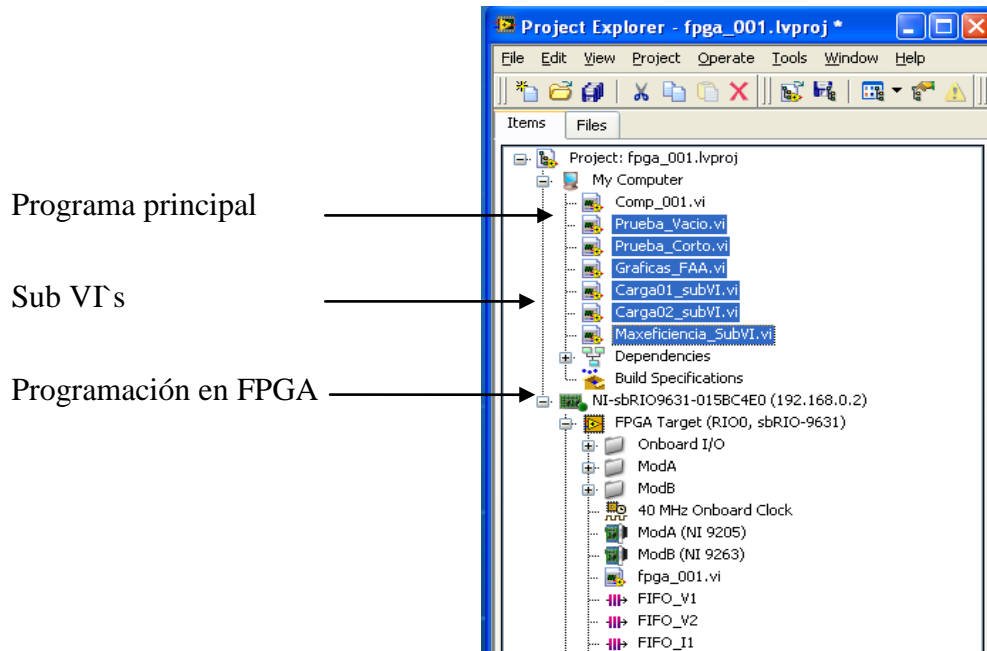 Project Explorer - fpga_001.lvproj *
File Edit View Project Operate Tools Window Help
Items Files
Project: fpga_001.lvproj
My Computer
Programa principal
Comp_001.vi
Prueba_Vacio.vi
Prueba_Corto.vi
Graficas_FAA.vi
Sub VI`s
Carga01_subVI.vi
Carga02_subVI.vi
Maxeficiencia_SubVI.vi
Dependencies
Build Specifications
Programación en FPGA
NI-sbRIO9631-015BC4E0 (192.168.0.2)
FPGA Target (RIO0, sbRIO-9631)
Onboard I/O
ModA
ModB
40 MHz Onboard Clock
ModA (NI 9205)
ModB (NI 9263)
fpga_001.vi
FIFO_V1
FIFO_V2
FIFO_I1